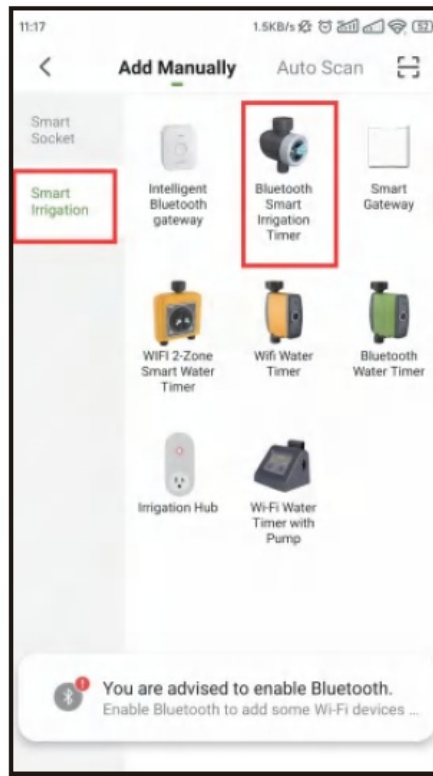 11:17 1.5KB/s 52
Add Manually Auto Scan
Smart
Socket
Smart
Irrigation
Intelligent
Bluetooth
gateway
Bluetooth
Smart
Irrigation
Timer
Smart
Gateway
WIFI 2-Zone
Smart Water
Timer
Wifi Water
Timer
Bluetooth
Water Timer
Irrigation Hub
Wi-Fi Water
Timer with
Pump
You are advised to enable Bluetooth.
Enable Bluetooth to add some Wi-Fi devices ...